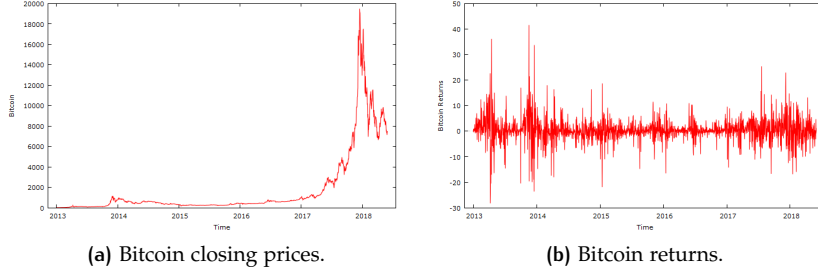 20000
18000
16000
14000
12000
10000
8000
6000
4000
2000
0
Bitcoin
2013 2014 2015 2016 2017 2018
Time
(a) Bitcoin closing prices.
50
40
30
20
10
0
-10
-20
-30
Bitcoin Returns
2013 2014 2015 2016 2017 2018
Time
(b) Bitcoin returns.